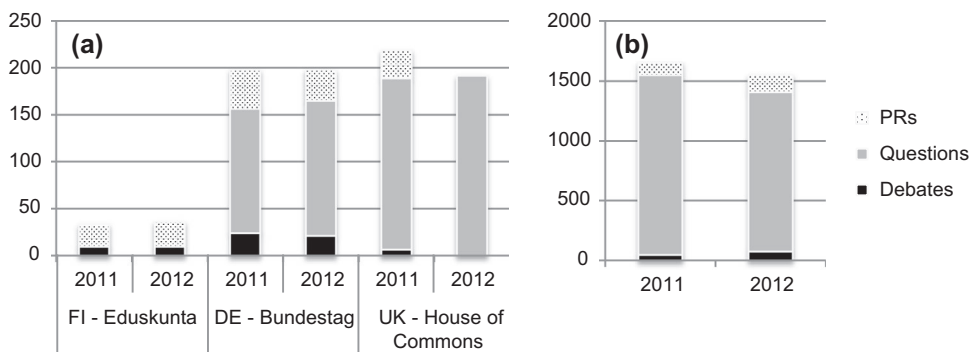 250
(a)
200
150
100
50
0
2011 2012 2011 2012 2011 2012
FI - Eduskunta DE - Bundestag UK - House of
Commons
2000
(b)
1500
1000
500
0
2011 2012
PRs
Questions
Debates